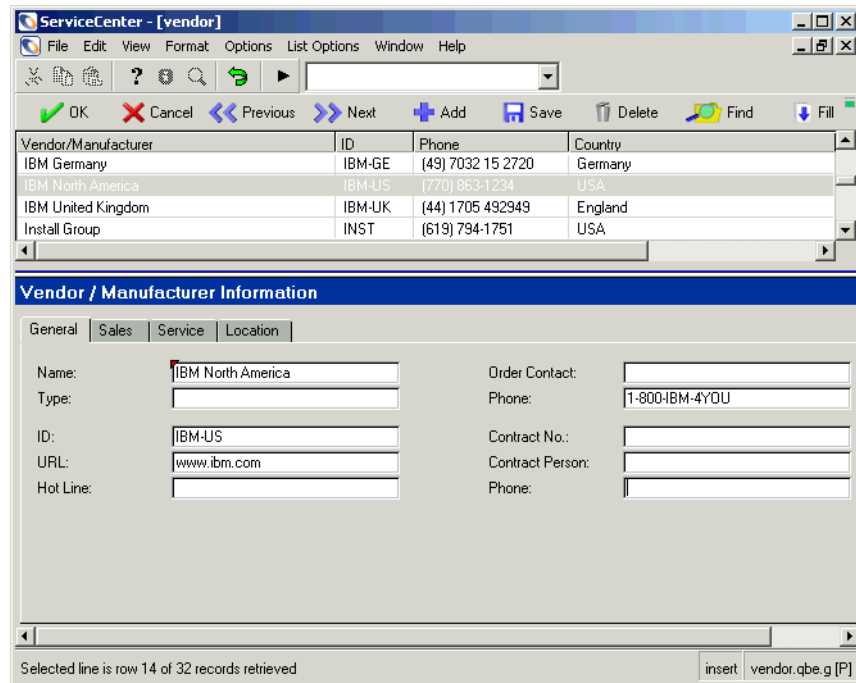 ServiceCenter - [vendor]
File Edit View Format Options List Options Window Help
OK Cancel Previous Next Add Save Delete Find Fill
Vendor/Manufacturer ID Phone Country
IBM Germany IBM-GE (49) 7032 15 2720 Germany
IBM North America IBM-US (770) 863-1234 USA
IBM United Kingdom IBM-UK (44) 1705 492949 England
Install Group INST (619) 794-1751 USA
Vendor / Manufacturer Information
General Sales Service Location
Name: IBM North America Order Contact:
Type: Phone: 1-800-IBM-4YOU
ID: IBM-US Contract No.:
URL: www.ibm.com Contract Person:
Hot Line: Phone:
Selected line is row 14 of 32 records retrieved insert vendor.qbe.g [P]